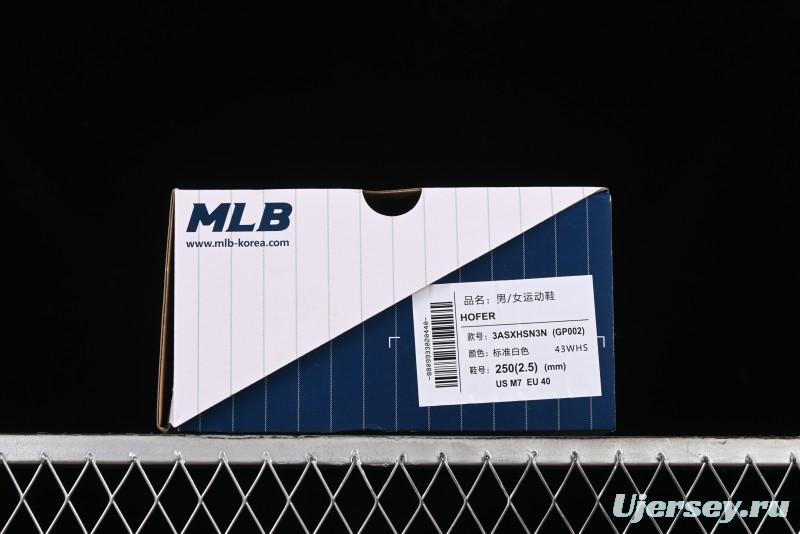 MLB
www.mlb-korea.com
品名：男/女运动鞋
HOFER
款号：3ASXHSN3N (GP002)
颜色：标准白色 43WHS
鞋号：250(2.5) (mm)
US M7 EU 40
-8809933020440-
Ujersey.ru